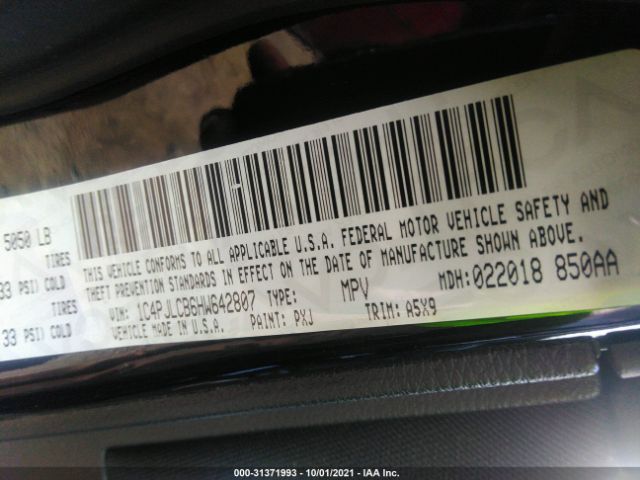 5050 LB
TIRES
33 PSI) COLD
TIRES
33 PSI) COLD
THIS VEHICLE CONFORMS TO ALL APPLICABLE U.S.A. FEDERAL MOTOR VEHICLE SAFETY AND
THEFT PREVENTION STANDARDS IN EFFECT ON THE DATE OF MANUFACTURE SHOWN ABOVE.
VIN: 1C4PJLCB6HW642807 TYPE: MPV MDH:022018 850AA
VEHICLE MADE IN U.S.A. PAINT: PXJ TRIM: A5X9
000-31371993 - 10/01/2021 - IAA Inc.